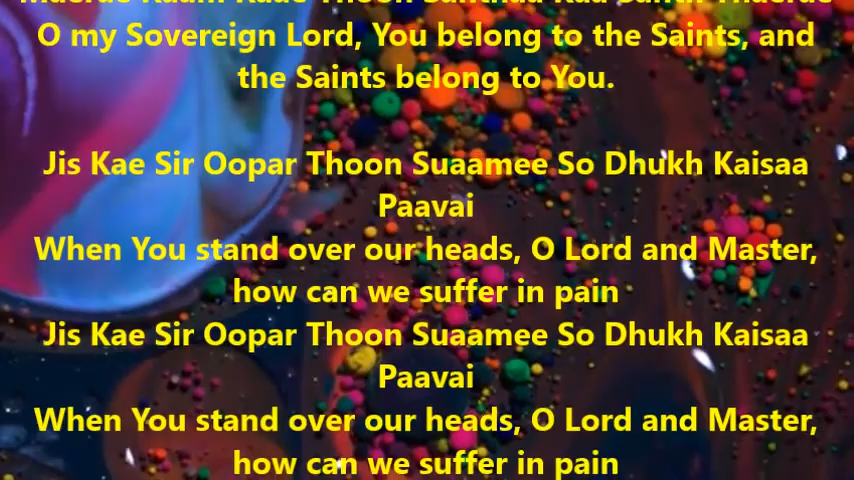 O my Sovereign Lord, You belong to the Saints, and
the Saints belong to You.
Jis Kae Sir Oopar Thoon Suaamee So Dhukh Kaisaa
Paavai
When You stand over our heads, O Lord and Master,
how can we suffer in pain
Jis Kae Sir Oopar Thoon Suaamee So Dhukh Kaisaa
Paavai
When You stand over our heads, O Lord and Master,
how can we suffer in pain